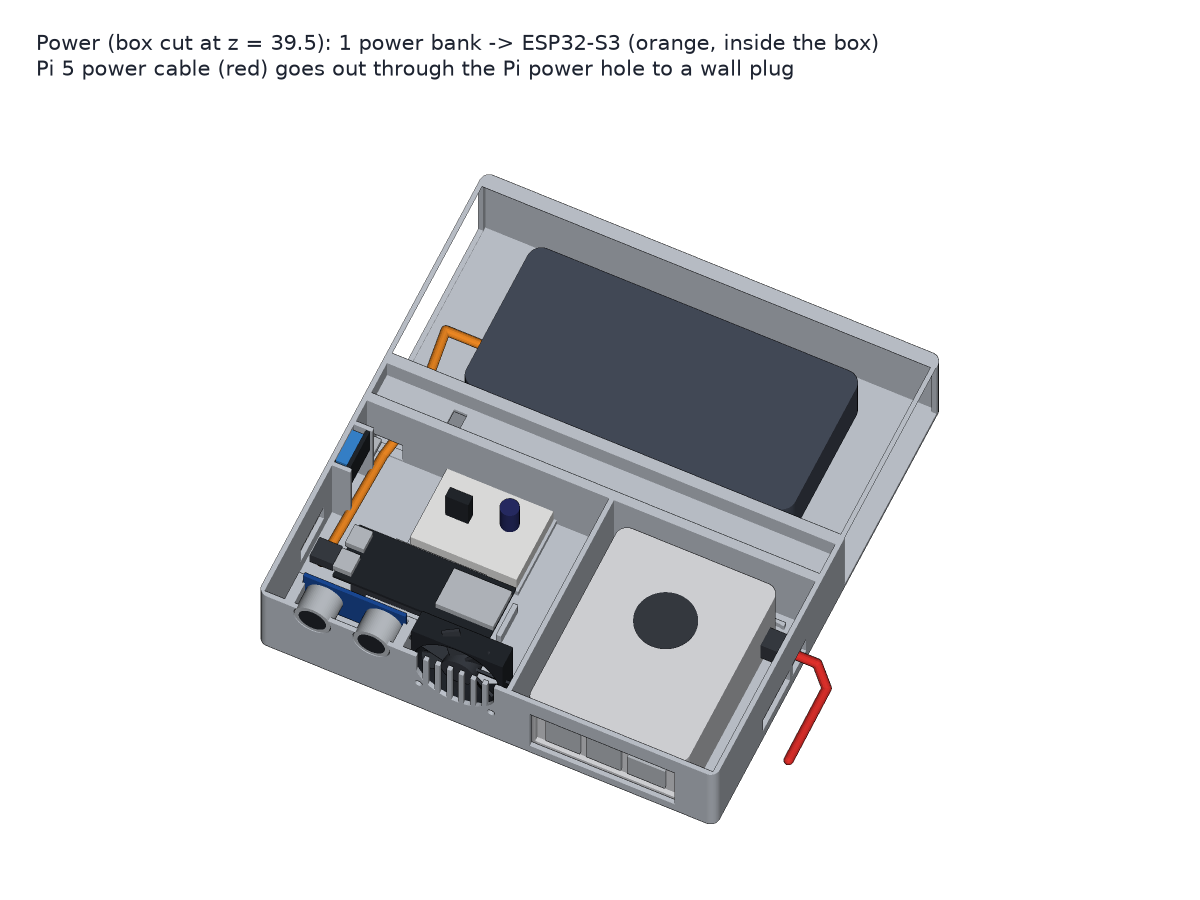 Power (box cut at z = 39.5): 1 power bank -> ESP32-S3 (orange, inside the box)
Pi 5 power cable (red) goes out through the Pi power hole to a wall plug